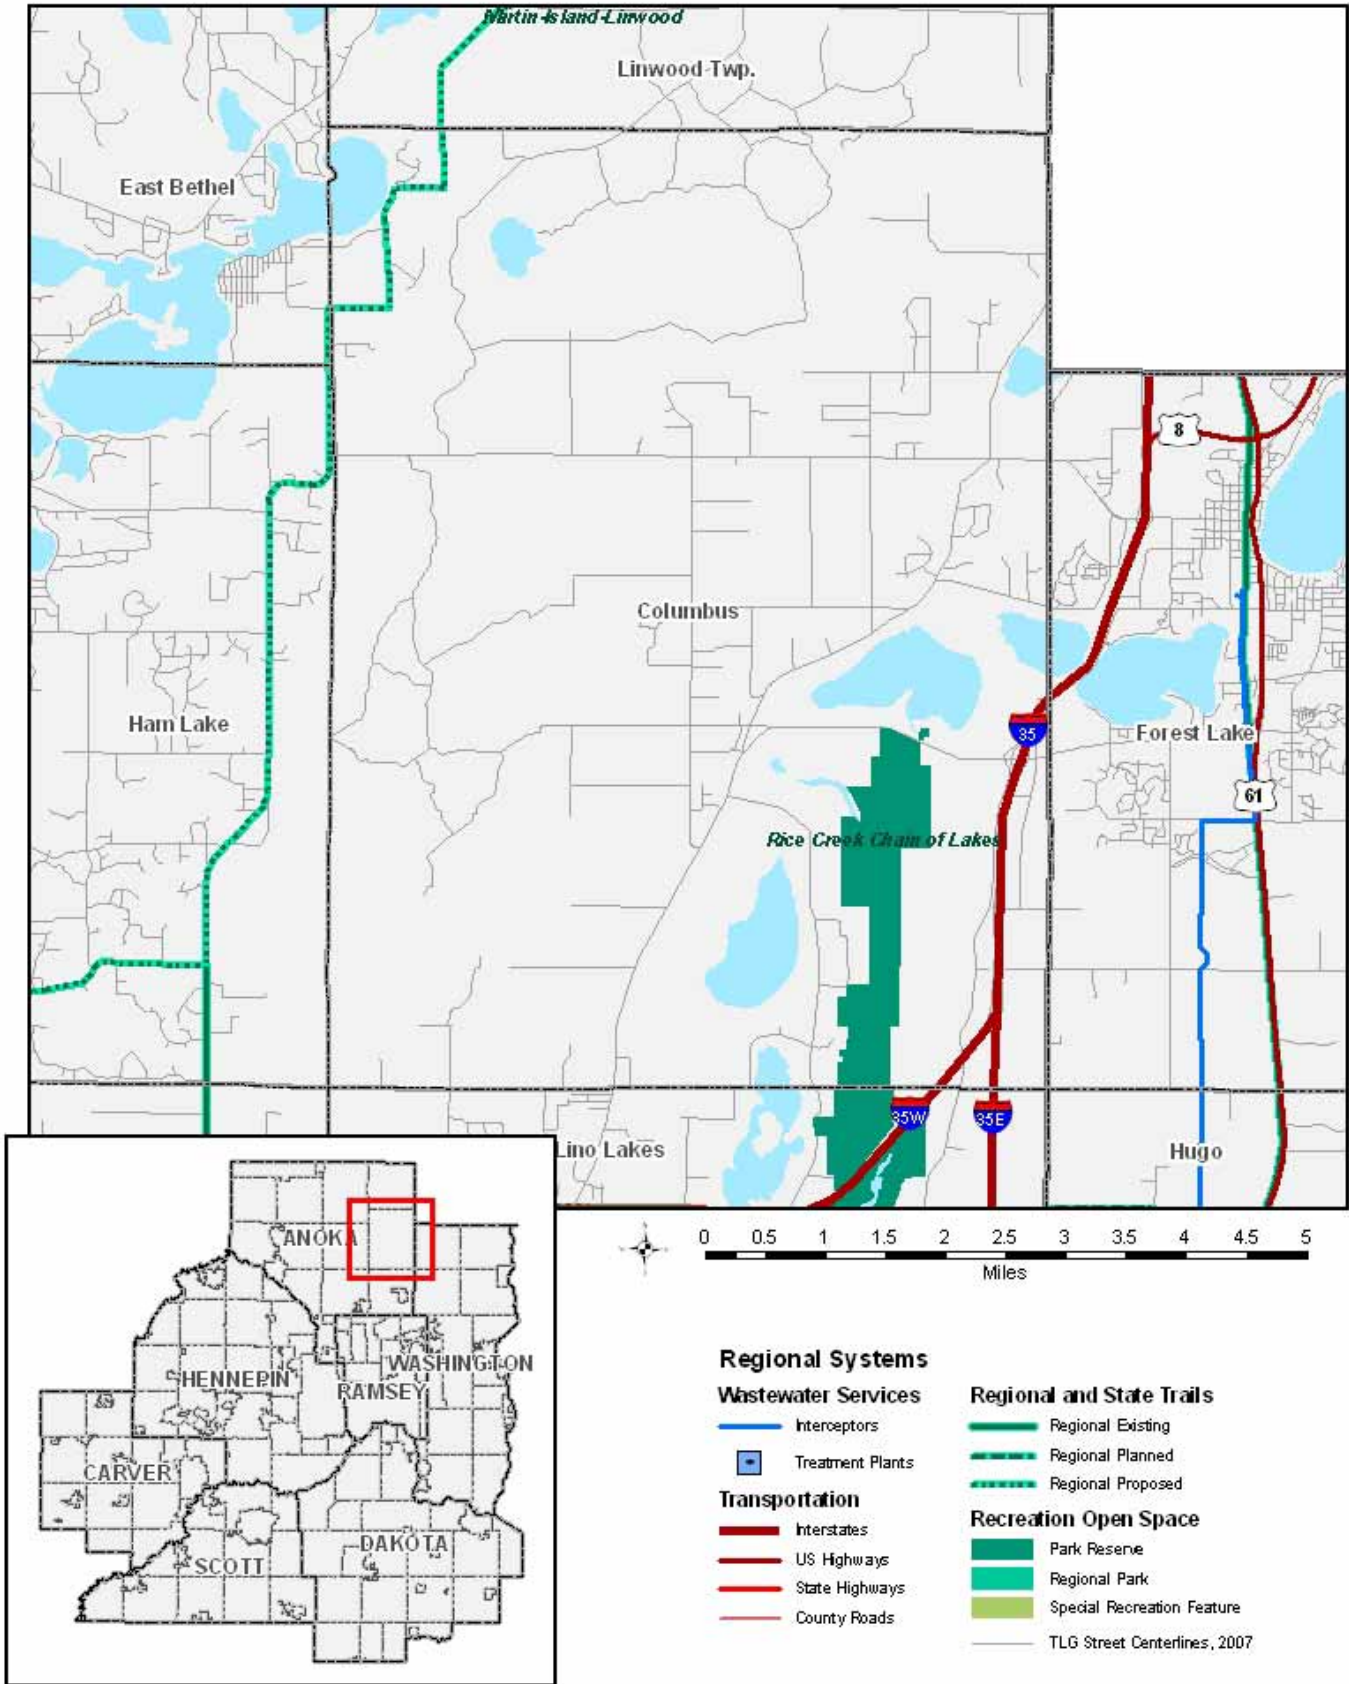 Martin-Island-Linwood
Linwood Twp.
East Bethel
8
Columbus
Ham Lake
35
Forest Lake
61
Rice Creek Chain of Lakes
35W
35E
Lino Lakes
Hugo
ANOKA
HENNEPIN
RAMSEY
WASHINGTON
CARVER
SCOTT
DAKOTA
0 0.5 1 1.5 2 2.5 3 3.5 4 4.5 5
Miles
Regional Systems
Wastewater Services
Interceptors
Treatment Plants
Transportation
Interstates
US Highways
State Highways
County Roads
Regional and State Trails
Regional Existing
Regional Planned
Regional Proposed
Recreation Open Space
Park Reserve
Regional Park
Special Recreation Feature
TLG Street Centerlines, 2007